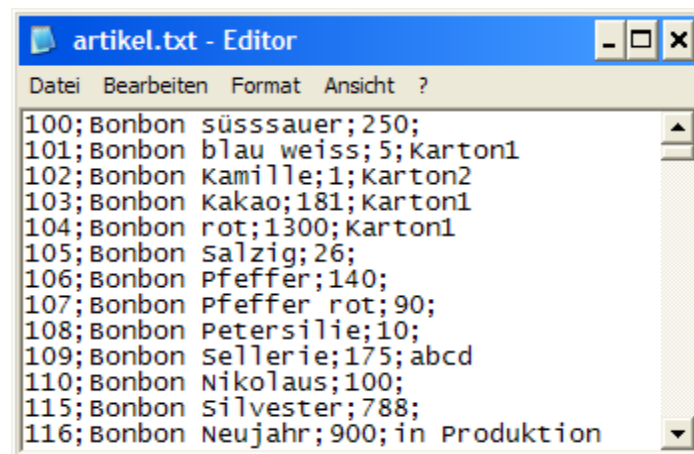 artikel.txt - Editor
Datei Bearbeiten Format Ansicht ?
100;Bonbon süsssauer;250;
101;Bonbon blau weiss;5;Karton1
102;Bonbon Kamille;1;Karton2
103;Bonbon Kakao;181;Karton1
104;Bonbon rot;1300;Karton1
105;Bonbon Salzig;26;
106;Bonbon Pfeffer;140;
107;Bonbon Pfeffer rot;90;
108;Bonbon Petersilie;10;
109;Bonbon Sellerie;175;abcd
110;Bonbon Nikolaus;100;
115;Bonbon Silvester;788;
116;Bonbon Neujahr;900;in Produktion